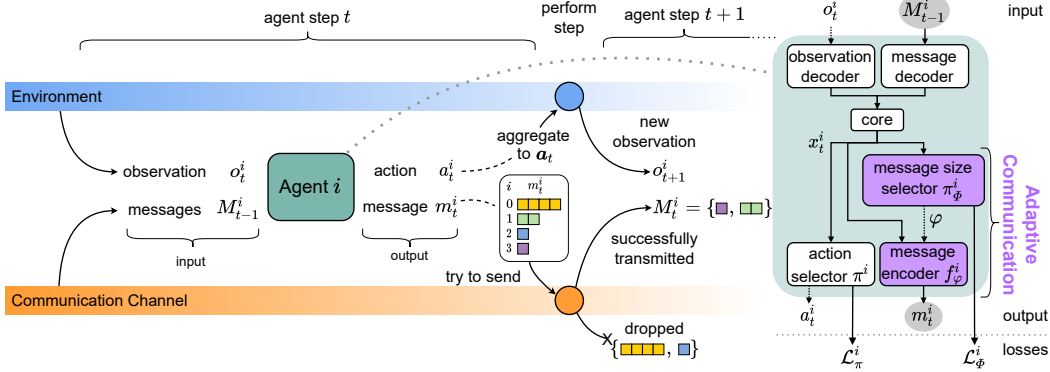 agent step t
perform
step
agent step t + 1
Environment
observation o_t^i
messages M_{t-1}^i
input
Agent i
action a_t^i
message m_t^i
output
aggregate
to a_t
i m_t^i
0
1
2
3
try to send
new
observation
o_{t+1}^i
M_t^i = { , }
successfully
transmitted
Communication Channel
X
dropped
{ , }
o_t^i
M_{t-1}^i
input
observation
decoder
message
decoder
core
x_t^i
message size
selector π_Φ^i
φ
action
selector π^i
message
encoder f_φ^i
Adaptive
Communication
a_t^i
m_t^i
output
losses
ℒ_π^i
ℒ_Φ^i